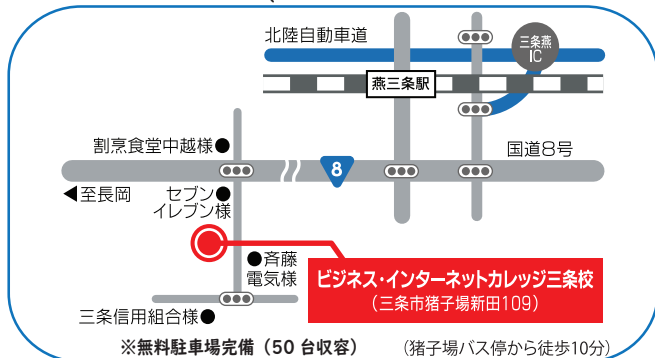 北陸自動車道
三条燕
IC
燕三条駅
割烹食堂中越様●
国道8号
8
◀至長岡
セブン●
イレブン様
●斉藤
電気様
ビジネス・インターネットカレッジ三条校
(三条市猪子場新田109)
三条信用組合様●
※無料駐車場完備(50台収容)
(猪子場バス停から徒歩10分)